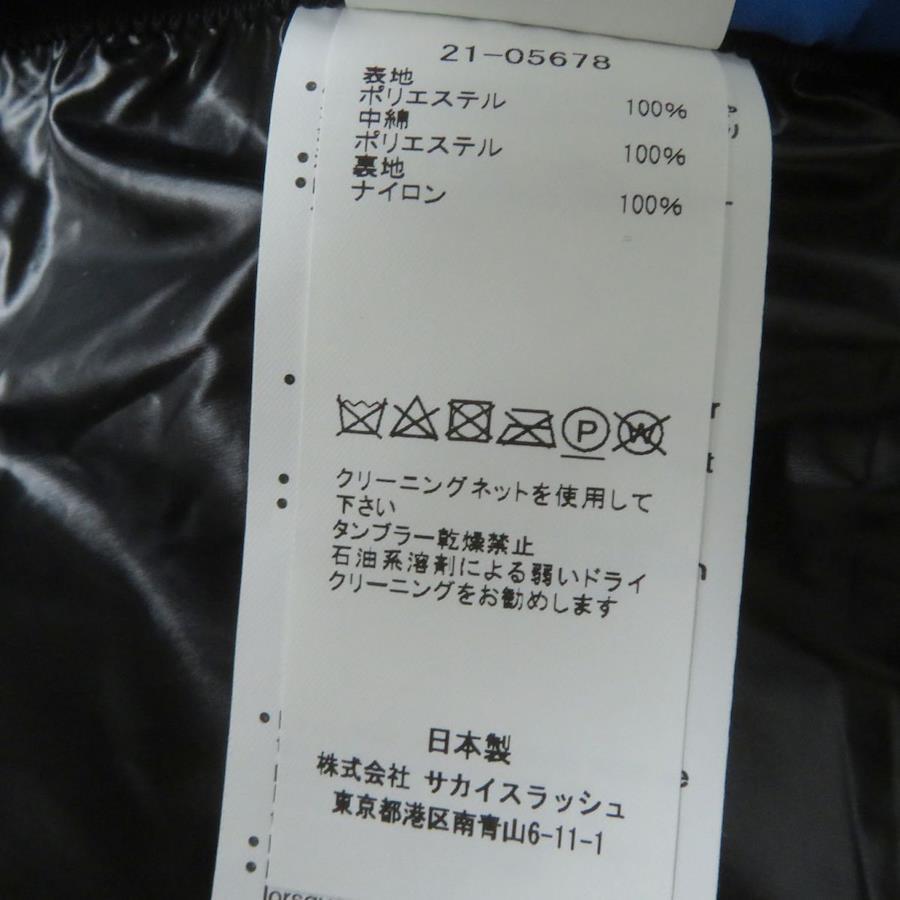 21-05678
表地
ポリエステル 100%
中綿
ポリエステル 100%
裏地
ナイロン 100%
P
W
クリーニングネットを使用して
下さい
タンブラー乾燥禁止
石油系溶剤による弱いドライ
クリーニングをお勧めします
日本製
株式会社 サカイスラッシュ
東京都港区南青山6-11-1